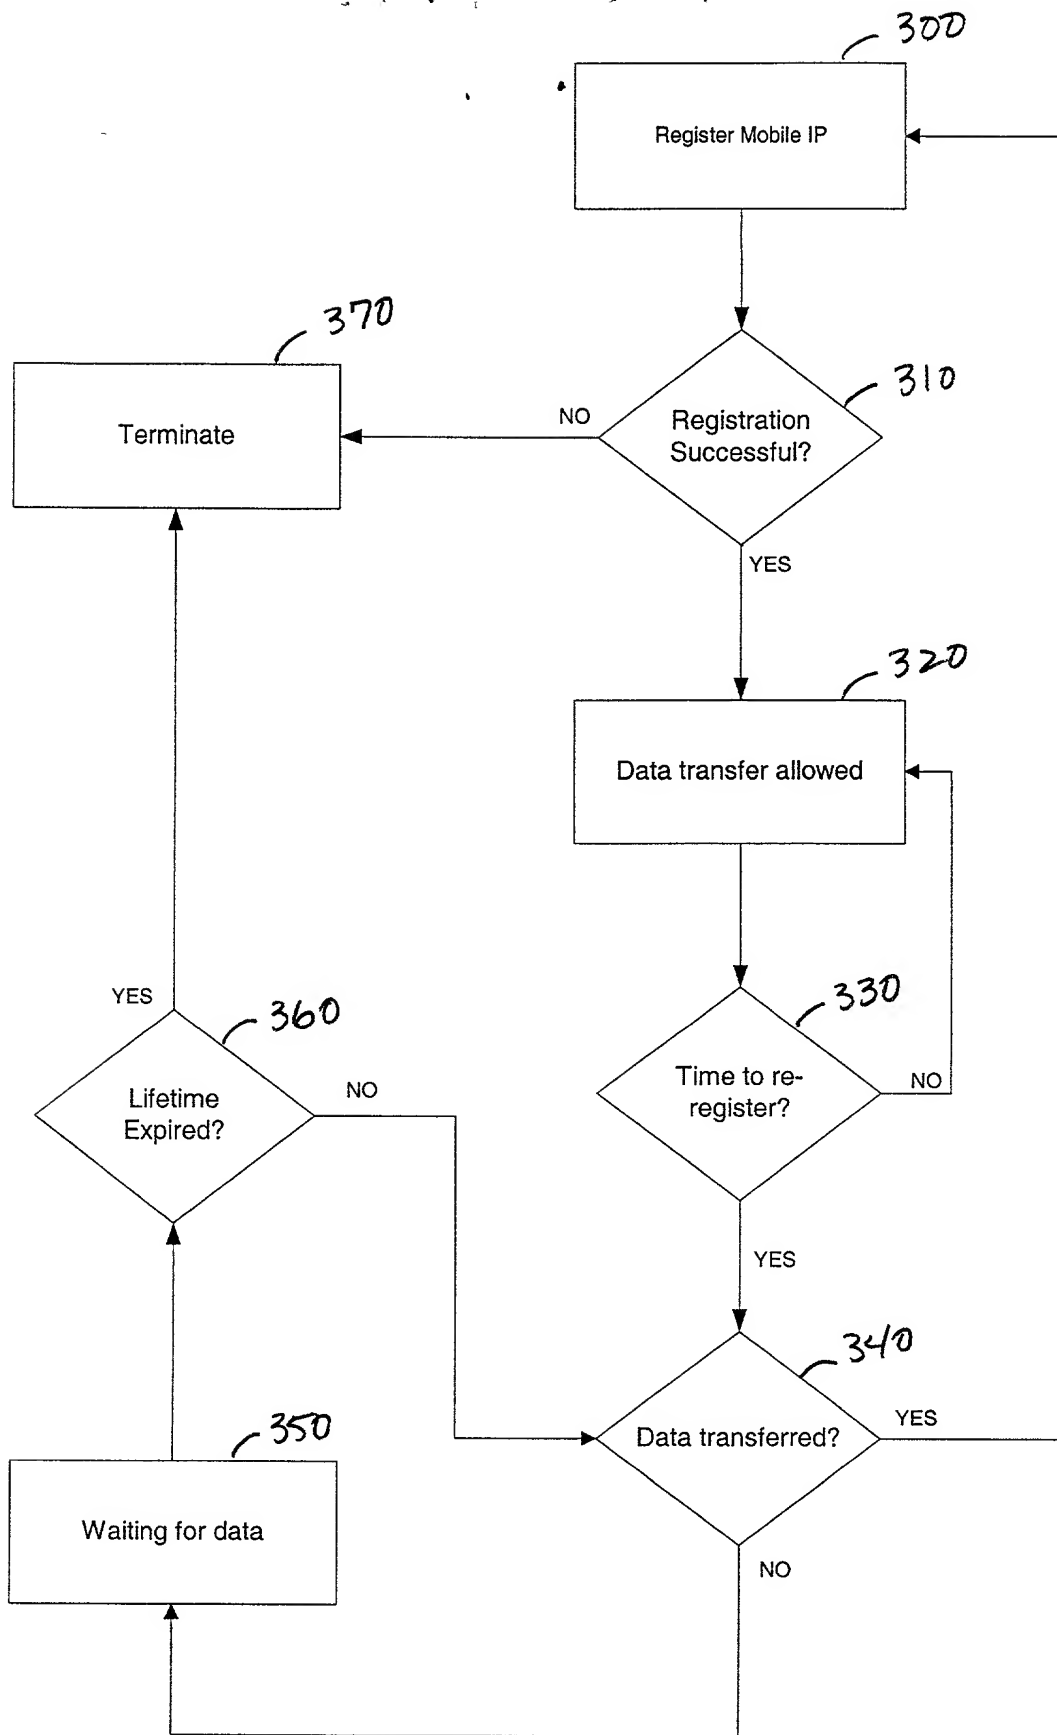 300
Register Mobile IP
370
310
Terminate
NO
Registration
Successful?
YES
320
Data transfer allowed
330
YES
360
Time to re-
register?
NO
NO
Lifetime
Expired?
YES
340
350
YES
Data transferred?
Waiting for data
NO